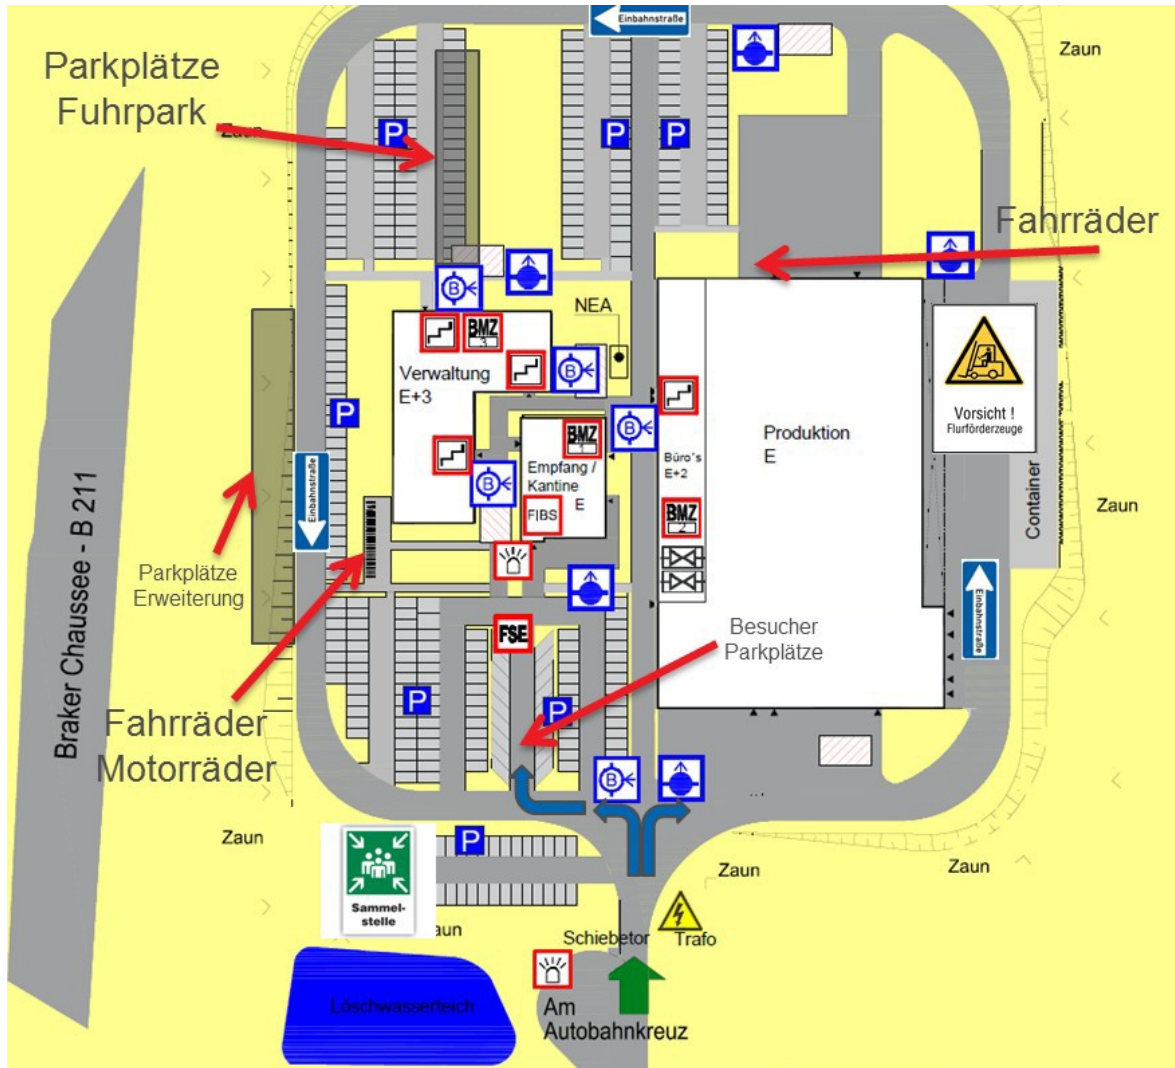 Einbahnstraße
Zaun
Parkplätze
Fuhrpark
Zaun
P
P
P
Fahrräder
NEA
B
BMZ
3
Verwaltung
E+3
B
P
BMZ
1
B
Empfang /
Kantine
E
FIBS
B
Büro´s
E+2
BMZ
2
Produktion
E
Vorsicht !
Flurförderzeuge
Container
Zaun
Einbahnstraße
Einbahnstraße
Parkplätze
Erweiterung
Braker Chaussee - B 211
FSE
Besucher
Parkplätze
P
P
Fahrräder
Motorräder
B
Zaun
P
Zaun
Zaun
Sammel-
stelle
aun
Schiebetor
Trafo
Löschwasserteich
Am
Autobahnkreuz